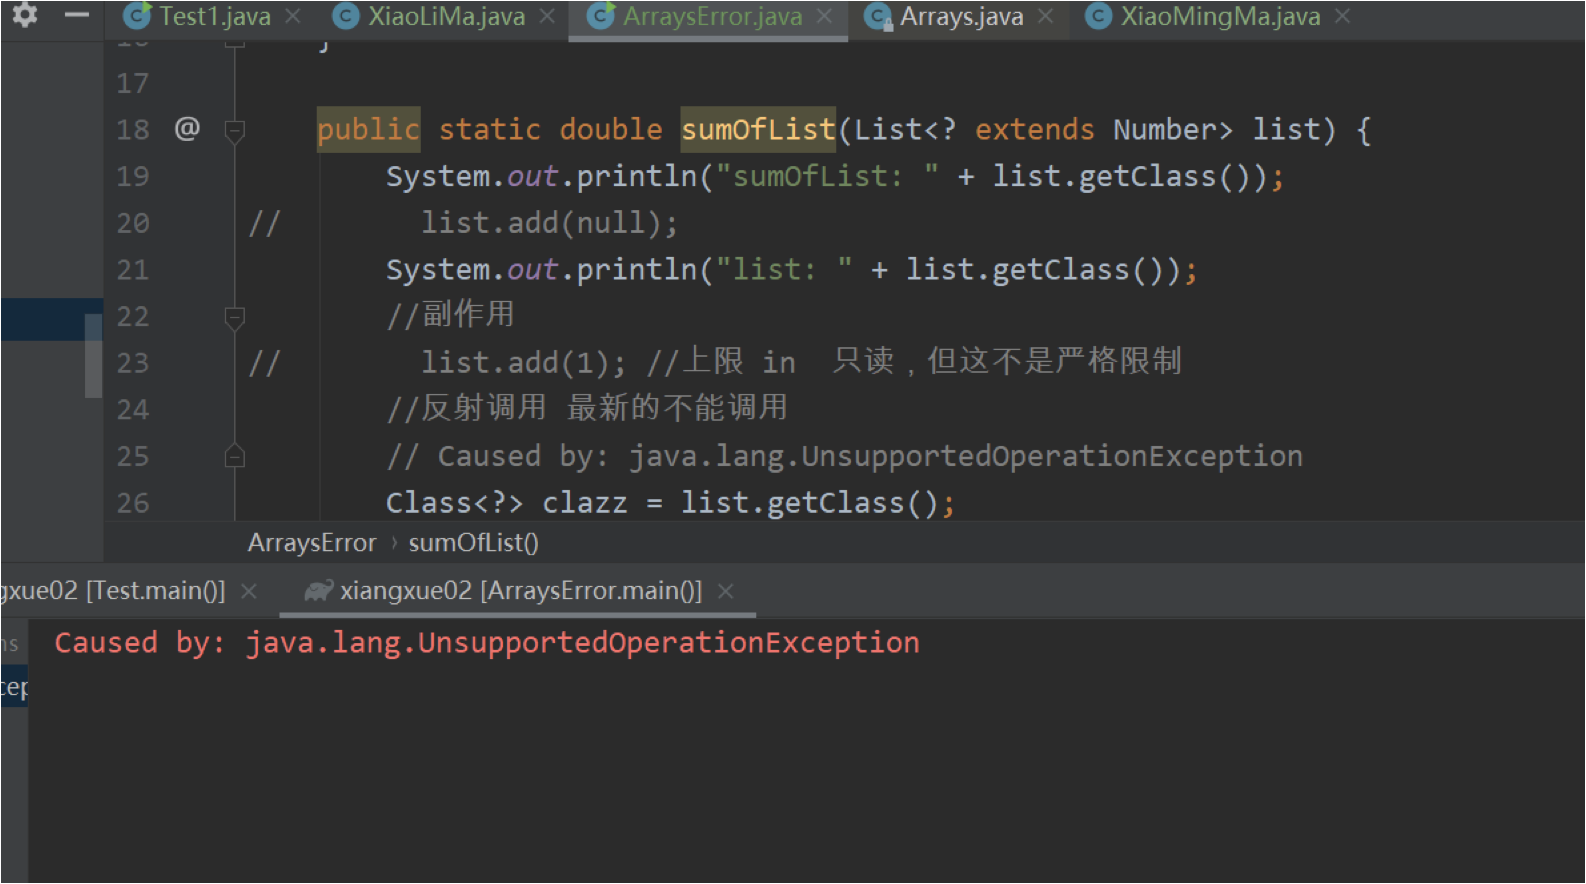 Test1.java XiaoLiMa.java ArraysError.java Arrays.java XiaoMingMa.java
}
17
18 @ public static double sumOfList(List<? extends Number> list) {
19 System.out.println("sumOfList: " + list.getClass());
20 // list.add(null);
21 System.out.println("list: " + list.getClass());
22 //副作用
23 // list.add(1); //上限 in 只读，但这不是严格限制
24 //反射调用 最新的不能调用
25 // Caused by: java.lang.UnsupportedOperationException
26 Class<?> clazz = list.getClass();
ArraysError › sumOfList()
gxue02 [Test.main()] xiangxue02 [ArraysError.main()]
Caused by: java.lang.UnsupportedOperationException